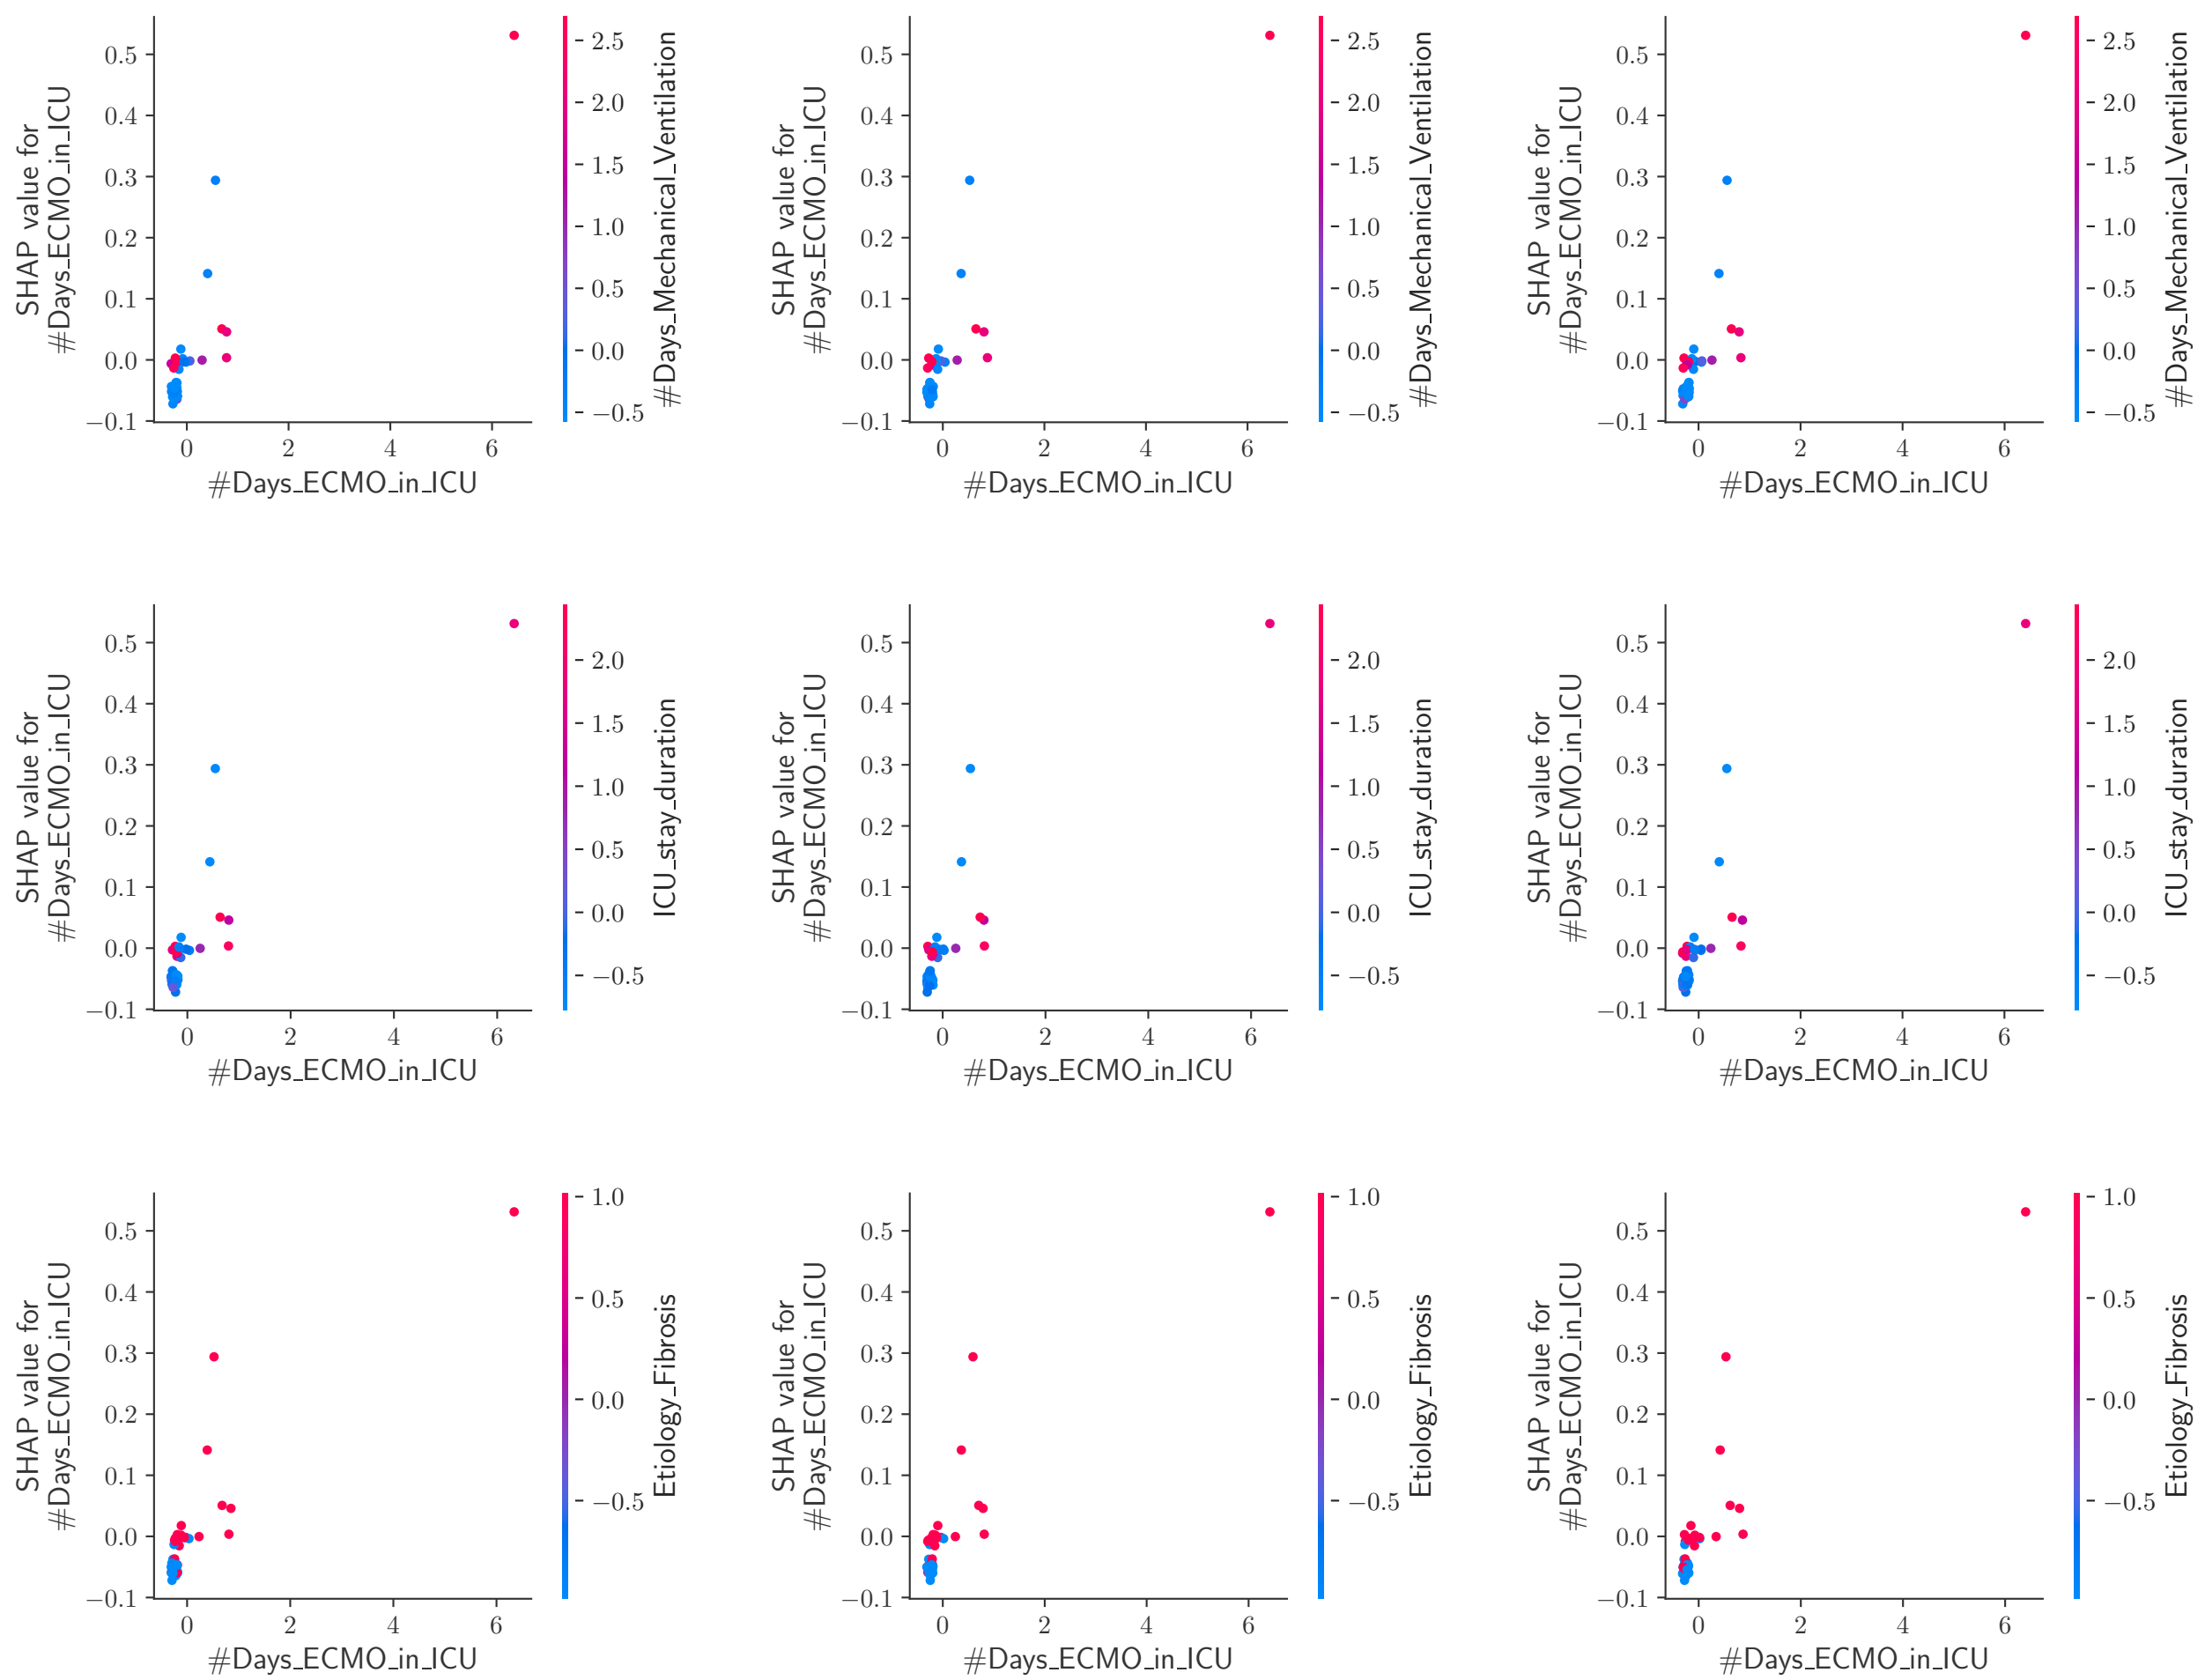 SHAP value for
#Days_ECMO_in_ICU
0.5
0.4
0.3
0.2
0.1
0.0
−0.1
0 2 4 6
#Days_ECMO_in_ICU
2.5
2.0
1.5
1.0
0.5
0.0
−0.5
#Days_Mechanical_Ventilation
SHAP value for
#Days_ECMO_in_ICU
0.5
0.4
0.3
0.2
0.1
0.0
−0.1
0 2 4 6
#Days_ECMO_in_ICU
2.5
2.0
1.5
1.0
0.5
0.0
−0.5
#Days_Mechanical_Ventilation
SHAP value for
#Days_ECMO_in_ICU
0.5
0.4
0.3
0.2
0.1
0.0
−0.1
0 2 4 6
#Days_ECMO_in_ICU
2.5
2.0
1.5
1.0
0.5
0.0
−0.5
#Days_Mechanical_Ventilation
SHAP value for
#Days_ECMO_in_ICU
0.5
0.4
0.3
0.2
0.1
0.0
−0.1
0 2 4 6
#Days_ECMO_in_ICU
2.0
1.5
1.0
0.5
0.0
−0.5
ICU_stay_duration
SHAP value for
#Days_ECMO_in_ICU
0.5
0.4
0.3
0.2
0.1
0.0
−0.1
0 2 4 6
#Days_ECMO_in_ICU
2.0
1.5
1.0
0.5
0.0
−0.5
ICU_stay_duration
SHAP value for
#Days_ECMO_in_ICU
0.5
0.4
0.3
0.2
0.1
0.0
−0.1
0 2 4 6
#Days_ECMO_in_ICU
2.0
1.5
1.0
0.5
0.0
−0.5
ICU_stay_duration
SHAP value for
#Days_ECMO_in_ICU
0.5
0.4
0.3
0.2
0.1
0.0
−0.1
0 2 4 6
#Days_ECMO_in_ICU
1.0
0.5
0.0
−0.5
Etiology_Fibrosis
SHAP value for
#Days_ECMO_in_ICU
0.5
0.4
0.3
0.2
0.1
0.0
−0.1
0 2 4 6
#Days_ECMO_in_ICU
1.0
0.5
0.0
−0.5
Etiology_Fibrosis
SHAP value for
#Days_ECMO_in_ICU
0.5
0.4
0.3
0.2
0.1
0.0
−0.1
0 2 4 6
#Days_ECMO_in_ICU
1.0
0.5
0.0
−0.5
Etiology_Fibrosis